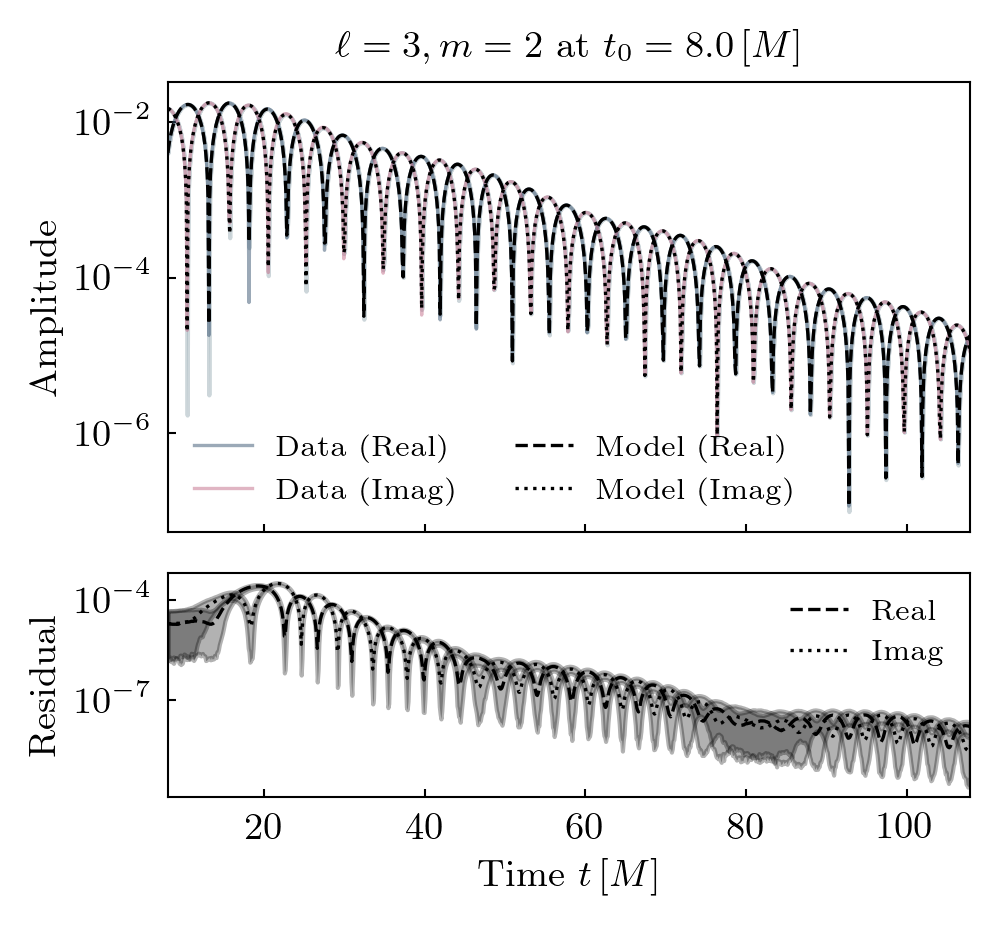 ℓ = 3, m = 2 at t₀ = 8.0 [M]
10⁻²
10⁻⁴
10⁻⁶
Amplitude
Data (Real)
Data (Imag)
Model (Real)
Model (Imag)
10⁻⁴
10⁻⁷
Residual
Real
Imag
20 40 60 80 100
Time t [M]